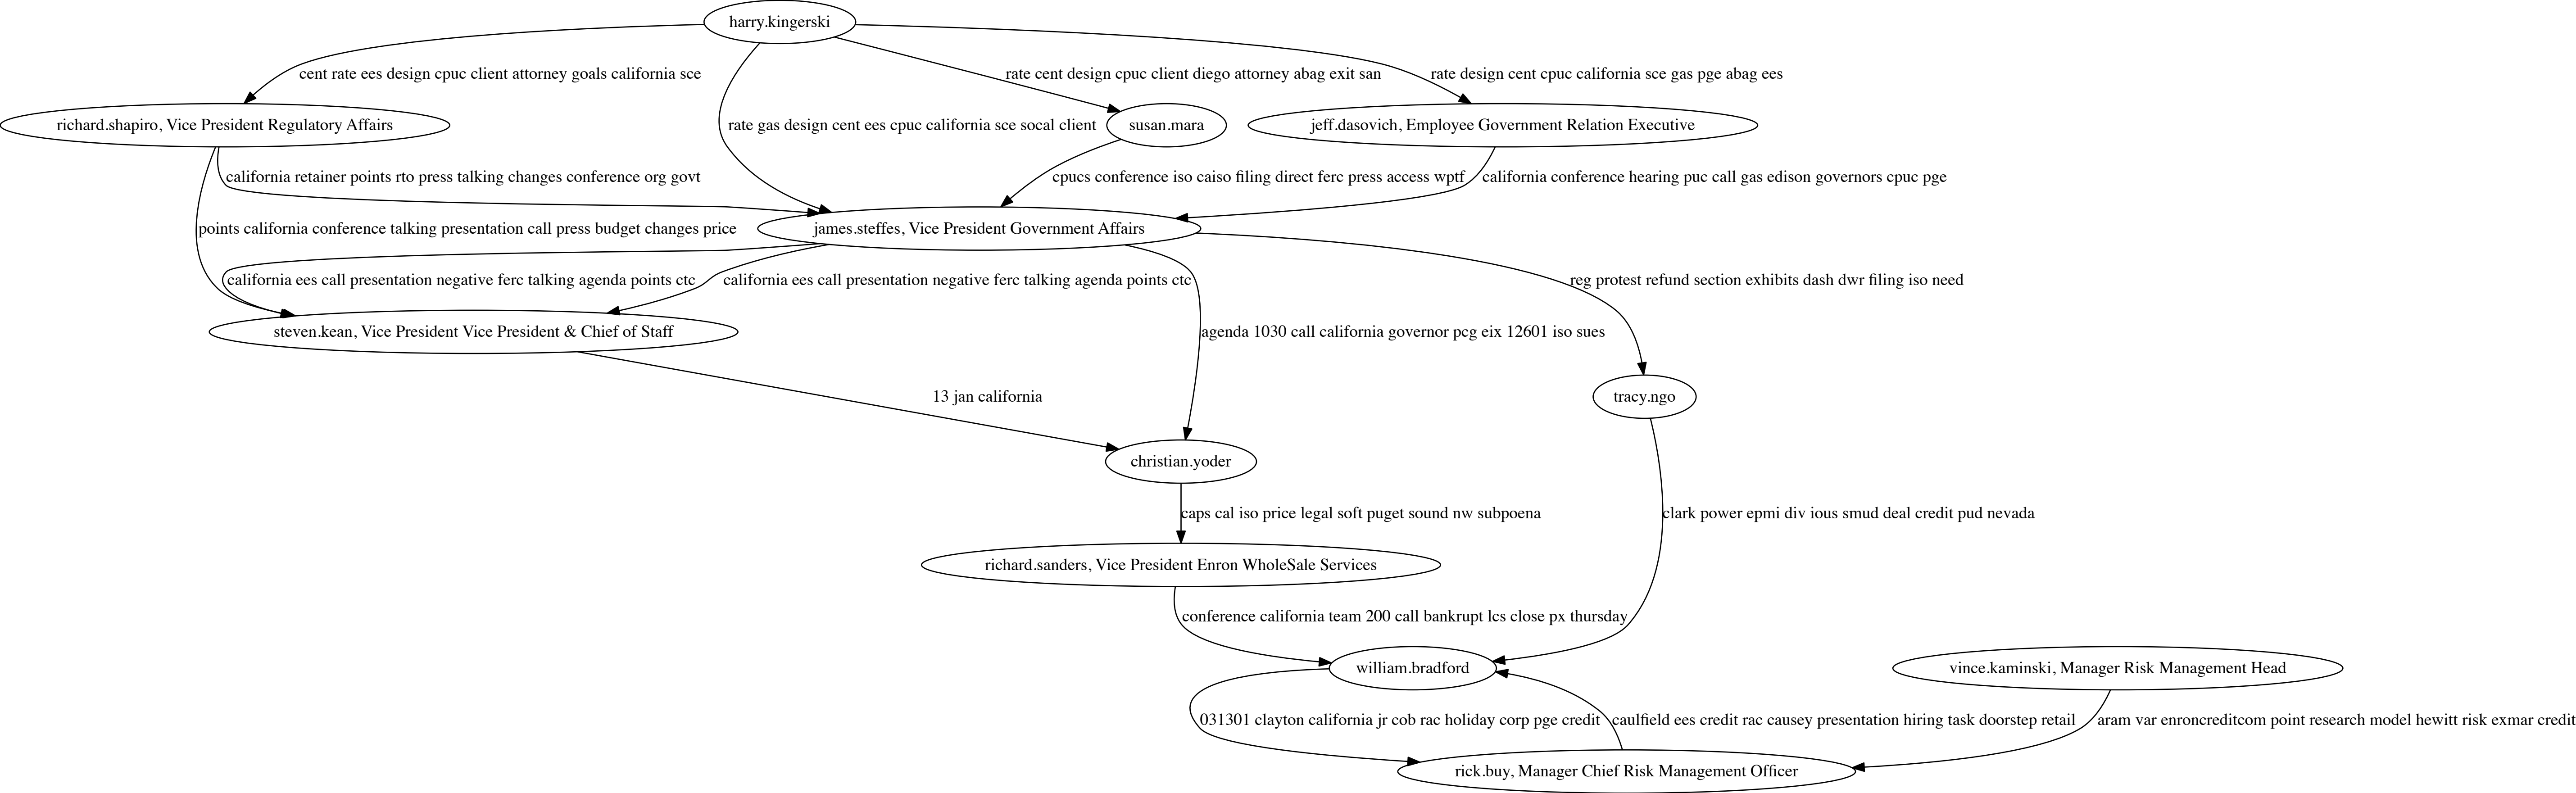 harry.kingerski
cent rate ees design cpuc client attorney goals california sce
rate cent design cpuc client diego attorney abag exit san
rate design cent cpuc california sce gas pge abag ees
richard.shapiro, Vice President Regulatory Affairs
rate gas design cent ees cpuc california sce socal client
susan.mara
jeff.dasovich, Employee Government Relation Executive
california retainer points rto press talking changes conference org govt
cpucs conference iso caiso filing direct ferc press access wptf
california conference hearing puc call gas edison governors cpuc pge
points california conference talking presentation call press budget changes price
james.steffes, Vice President Government Affairs
california ees call presentation negative ferc talking agenda points ctc
california ees call presentation negative ferc talking agenda points ctc
reg protest refund section exhibits dash dwr filing iso need
steven.kean, Vice President Vice President & Chief of Staff
agenda 1030 call california governor pcg eix 12601 iso sues
13 jan california
tracy.ngo
christian.yoder
caps cal iso price legal soft puget sound nw subpoena
clark power epmi div ious smud deal credit pud nevada
richard.sanders, Vice President Enron WholeSale Services
conference california team 200 call bankrupt lcs close px thursday
william.bradford
vince.kaminski, Manager Risk Management Head
031301 clayton california jr cob rac holiday corp pge credit
caulfield ees credit rac causey presentation hiring task doorstep retail
aram var enroncreditcom point research model hewitt risk exmar credit
rick.buy, Manager Chief Risk Management Officer